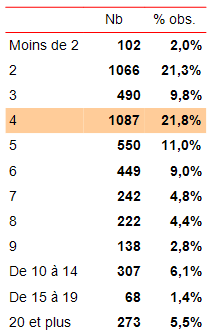 Nb % obs.
Moins de 2 102 2,0%
2 1066 21,3%
3 490 9,8%
4 1087 21,8%
5 550 11,0%
6 449 9,0%
7 242 4,8%
8 222 4,4%
9 138 2,8%
De 10 à 14 307 6,1%
De 15 à 19 68 1,4%
20 et plus 273 5,5%